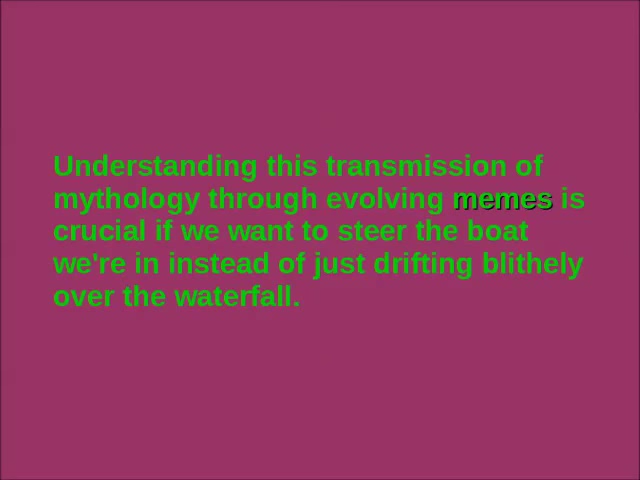 Understanding this transmission of
mythology through evolving memes is
crucial if we want to steer the boat
we're in instead of just drifting blithely
over the waterfall.